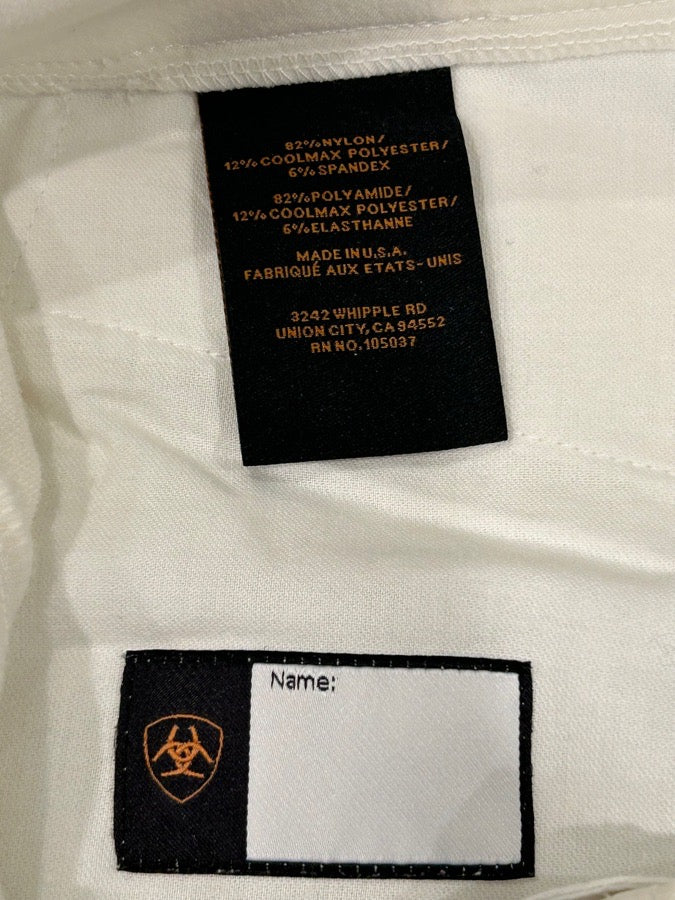 82%NYLON/
12%COOLMAX POLYESTER/
6%SPANDEX
82%POLYAMIDE/
12%COOLMAX POLYESTER/
6%ELASTHANNE
MADE IN U.S.A.
FABRIQUÉ AUX ETATS-UNIS
3242 WHIPPLE RD
UNION CITY, CA 94552
RN NO. 105037
Name: